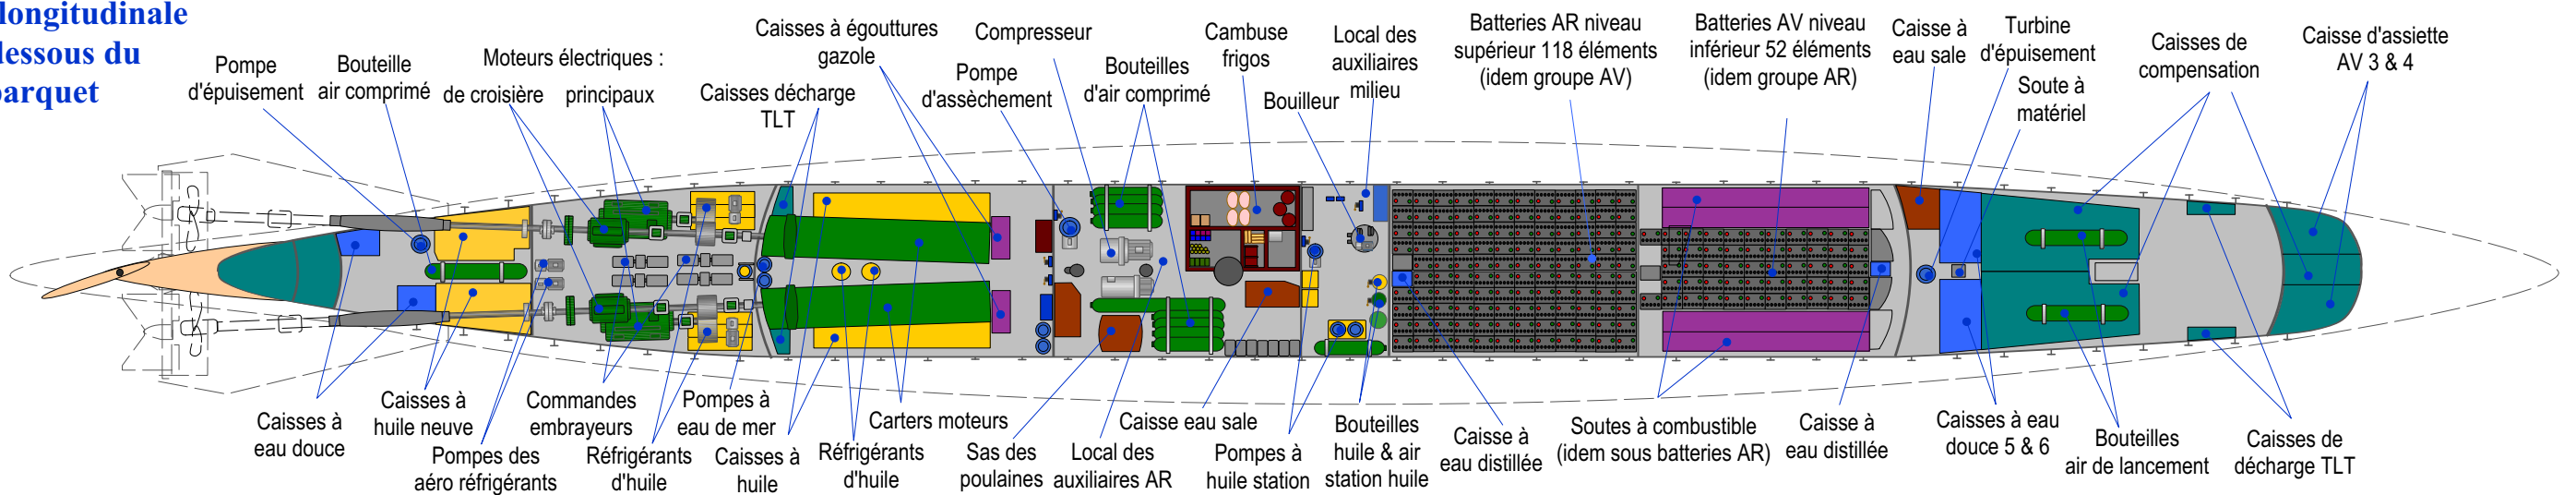 longitudinale
dessous du
parquet
Pompe
d'épuisement
Bouteille
air comprimé
Moteurs électriques :
de croisière
principaux
Caisses à égouttures
gazole
Caisses décharge
TLT
Compresseur
Pompe
d'assèchement
Bouteilles
d'air comprimé
Cambuse
frigos
Bouilleur
Local des
auxiliaires
milieu
Batteries AR niveau
supérieur 118 éléments
(idem groupe AV)
Batteries AV niveau
inférieur 52 éléments
(idem groupe AR)
Caisse à
eau sale
Turbine
d'épuisement
Soute à
matériel
Caisses de
compensation
Caisse d'assiette
AV 3 & 4
Caisses à
eau douce
Caisses à
huile neuve
Pompes des
aéro réfrigérants
Commandes
embrayeurs
Réfrigérants
d'huile
Pompes à
eau de mer
Caisses à
huile
Réfrigérants
d'huile
Carters moteurs
Sas des
poulaines
Local des
auxiliaires AR
Caisse eau sale
Pompes à
huile station
Bouteilles
huile & air
station huile
Caisse à
eau distillée
Soutes à combustible
(idem sous batteries AR)
Caisse à
eau distillée
Caisses à eau
douce 5 & 6
Bouteilles
air de lancement
Caisses de
décharge TLT